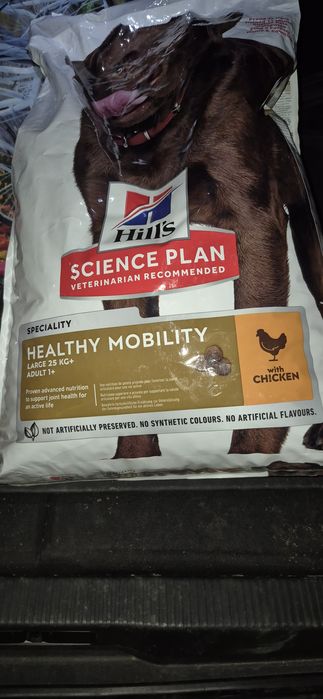 Hill's
SCIENCE PLAN
VETERINARIAN RECOMMENDED
SPECIALITY
HEALTHY MOBILITY
LARGE 25 KG+
ADULT 1+
Proven advanced nutrition
to support joint health for
an active life
with
CHICKEN
NOT ARTIFICIALLY PRESERVED. NO SYNTHETIC COLOURS. NO ARTIFICIAL FLAVOURS.